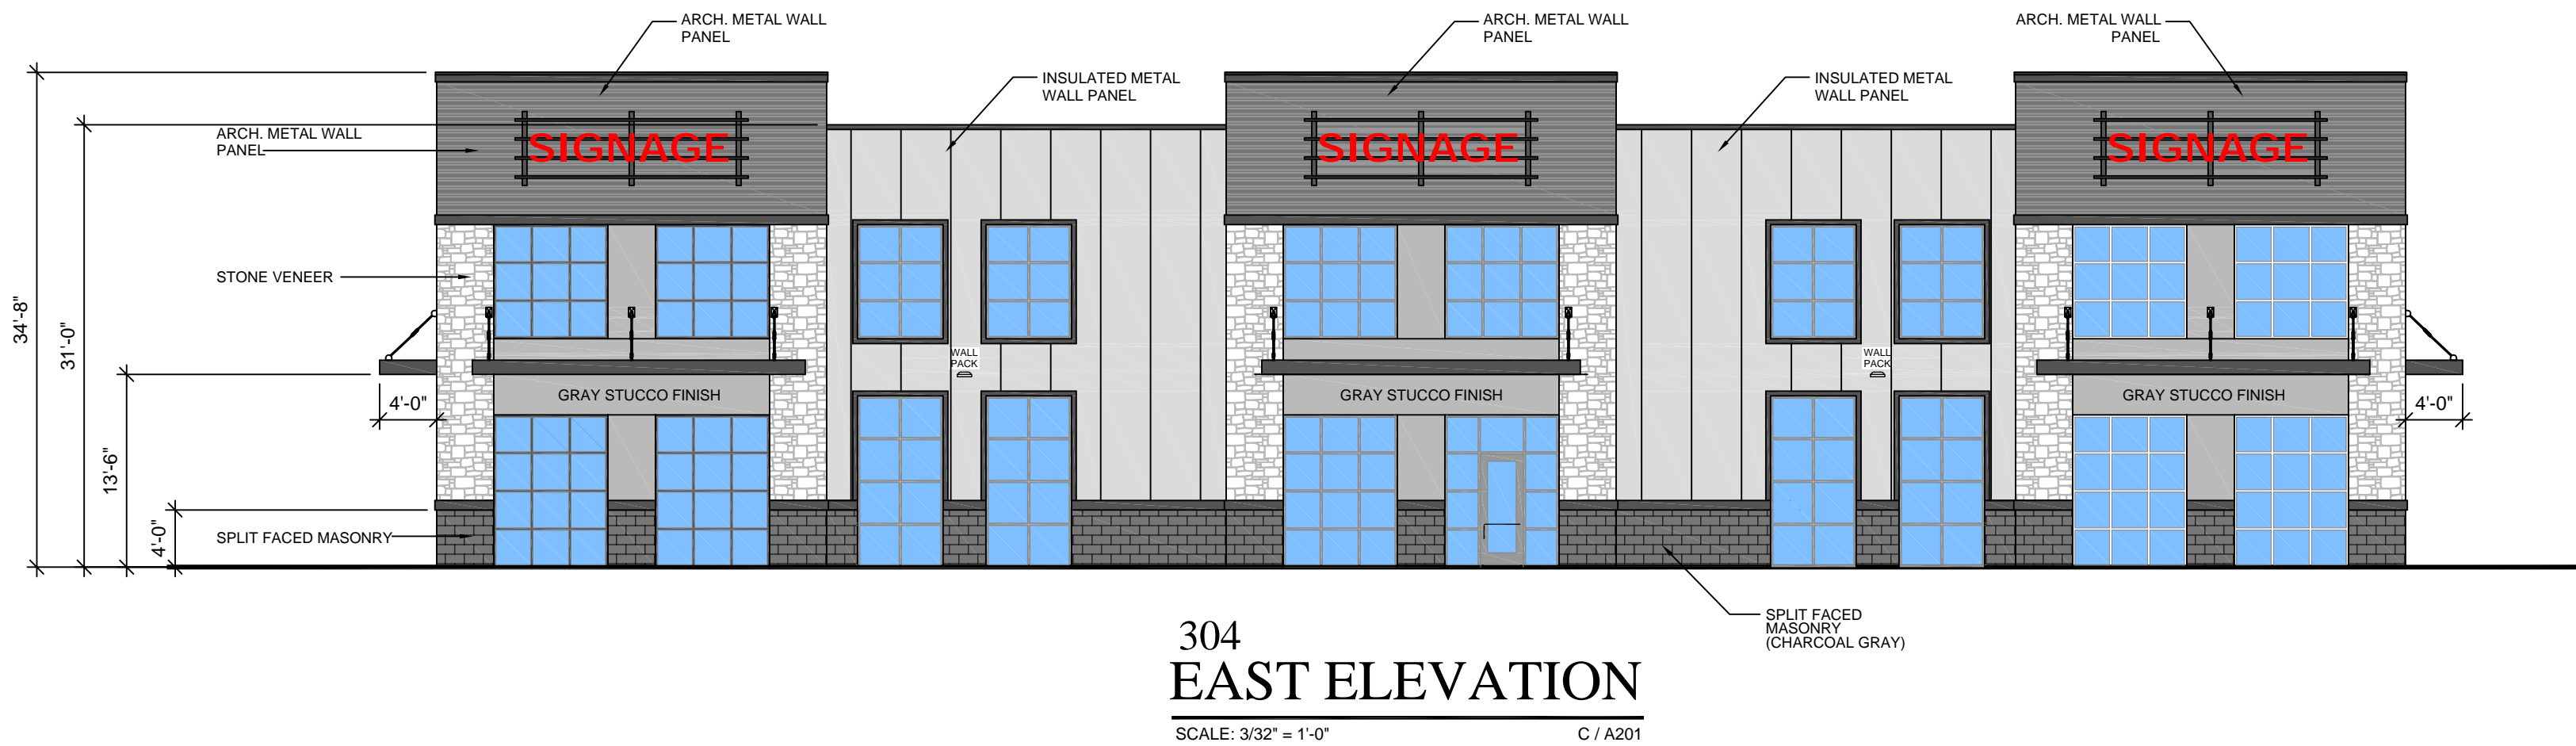 ARCH. METAL WALL
PANEL
ARCH. METAL WALL
PANEL
ARCH. METAL WALL
PANEL
INSULATED METAL
WALL PANEL
INSULATED METAL
WALL PANEL
ARCH. METAL WALL
PANEL
SIGNAGE
SIGNAGE
SIGNAGE
STONE VENEER
34'-8"
31'-0"
13'-6"
4'-0"
4'-0"
4'-0"
WALL
PACK
WALL
PACK
GRAY STUCCO FINISH
GRAY STUCCO FINISH
GRAY STUCCO FINISH
SPLIT FACED MASONRY
SPLIT FACED
MASONRY
(CHARCOAL GRAY)
304
EAST ELEVATION
SCALE: 3/32" = 1'-0"
C / A201